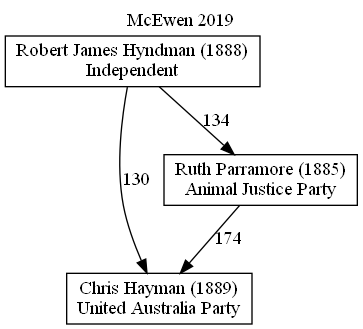 McEwen 2019
Robert James Hyndman (1888)
Independent
134
Ruth Parramore (1885)
Animal Justice Party
130
174
Chris Hayman (1889)
United Australia Party